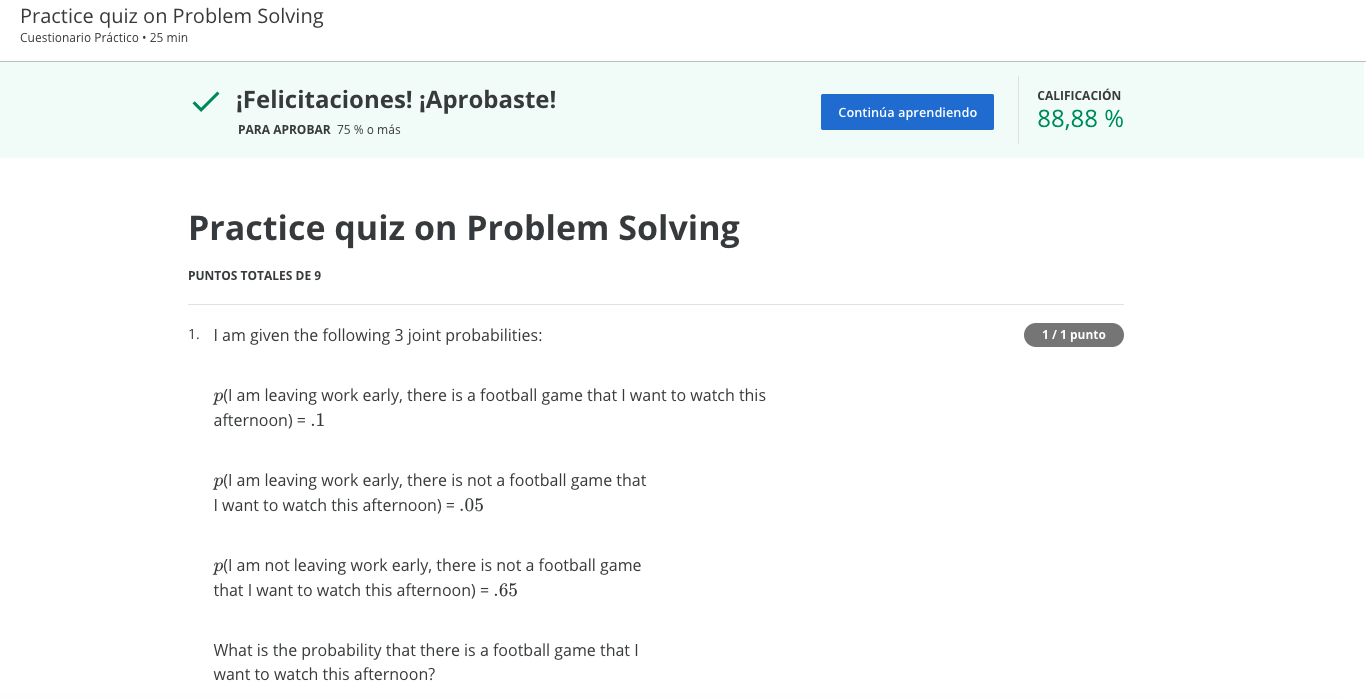 Practice quiz on Problem Solving
Cuestionario Práctico • 25 min
¡Felicitaciones! ¡Aprobaste!
PARA APROBAR 75 % o más
Continúa aprendiendo
CALIFICACIÓN
88,88 %
Practice quiz on Problem Solving
PUNTOS TOTALES DE 9
1. I am given the following 3 joint probabilities:
1 / 1 punto
p(I am leaving work early, there is a football game that I want to watch this
afternoon) = .1
p(I am leaving work early, there is not a football game that
I want to watch this afternoon) = .05
p(I am not leaving work early, there is not a football game
that I want to watch this afternoon) = .65
What is the probability that there is a football game that I
want to watch this afternoon?